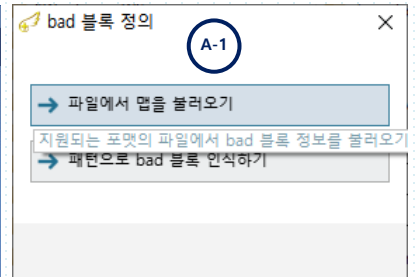 bad 블록 정의
A-1
파일에서 맵을 불러오기
지원되는 포맷의 파일에서 bad 블록 정보를 불러오기
패턴으로 bad 블록 인식하기